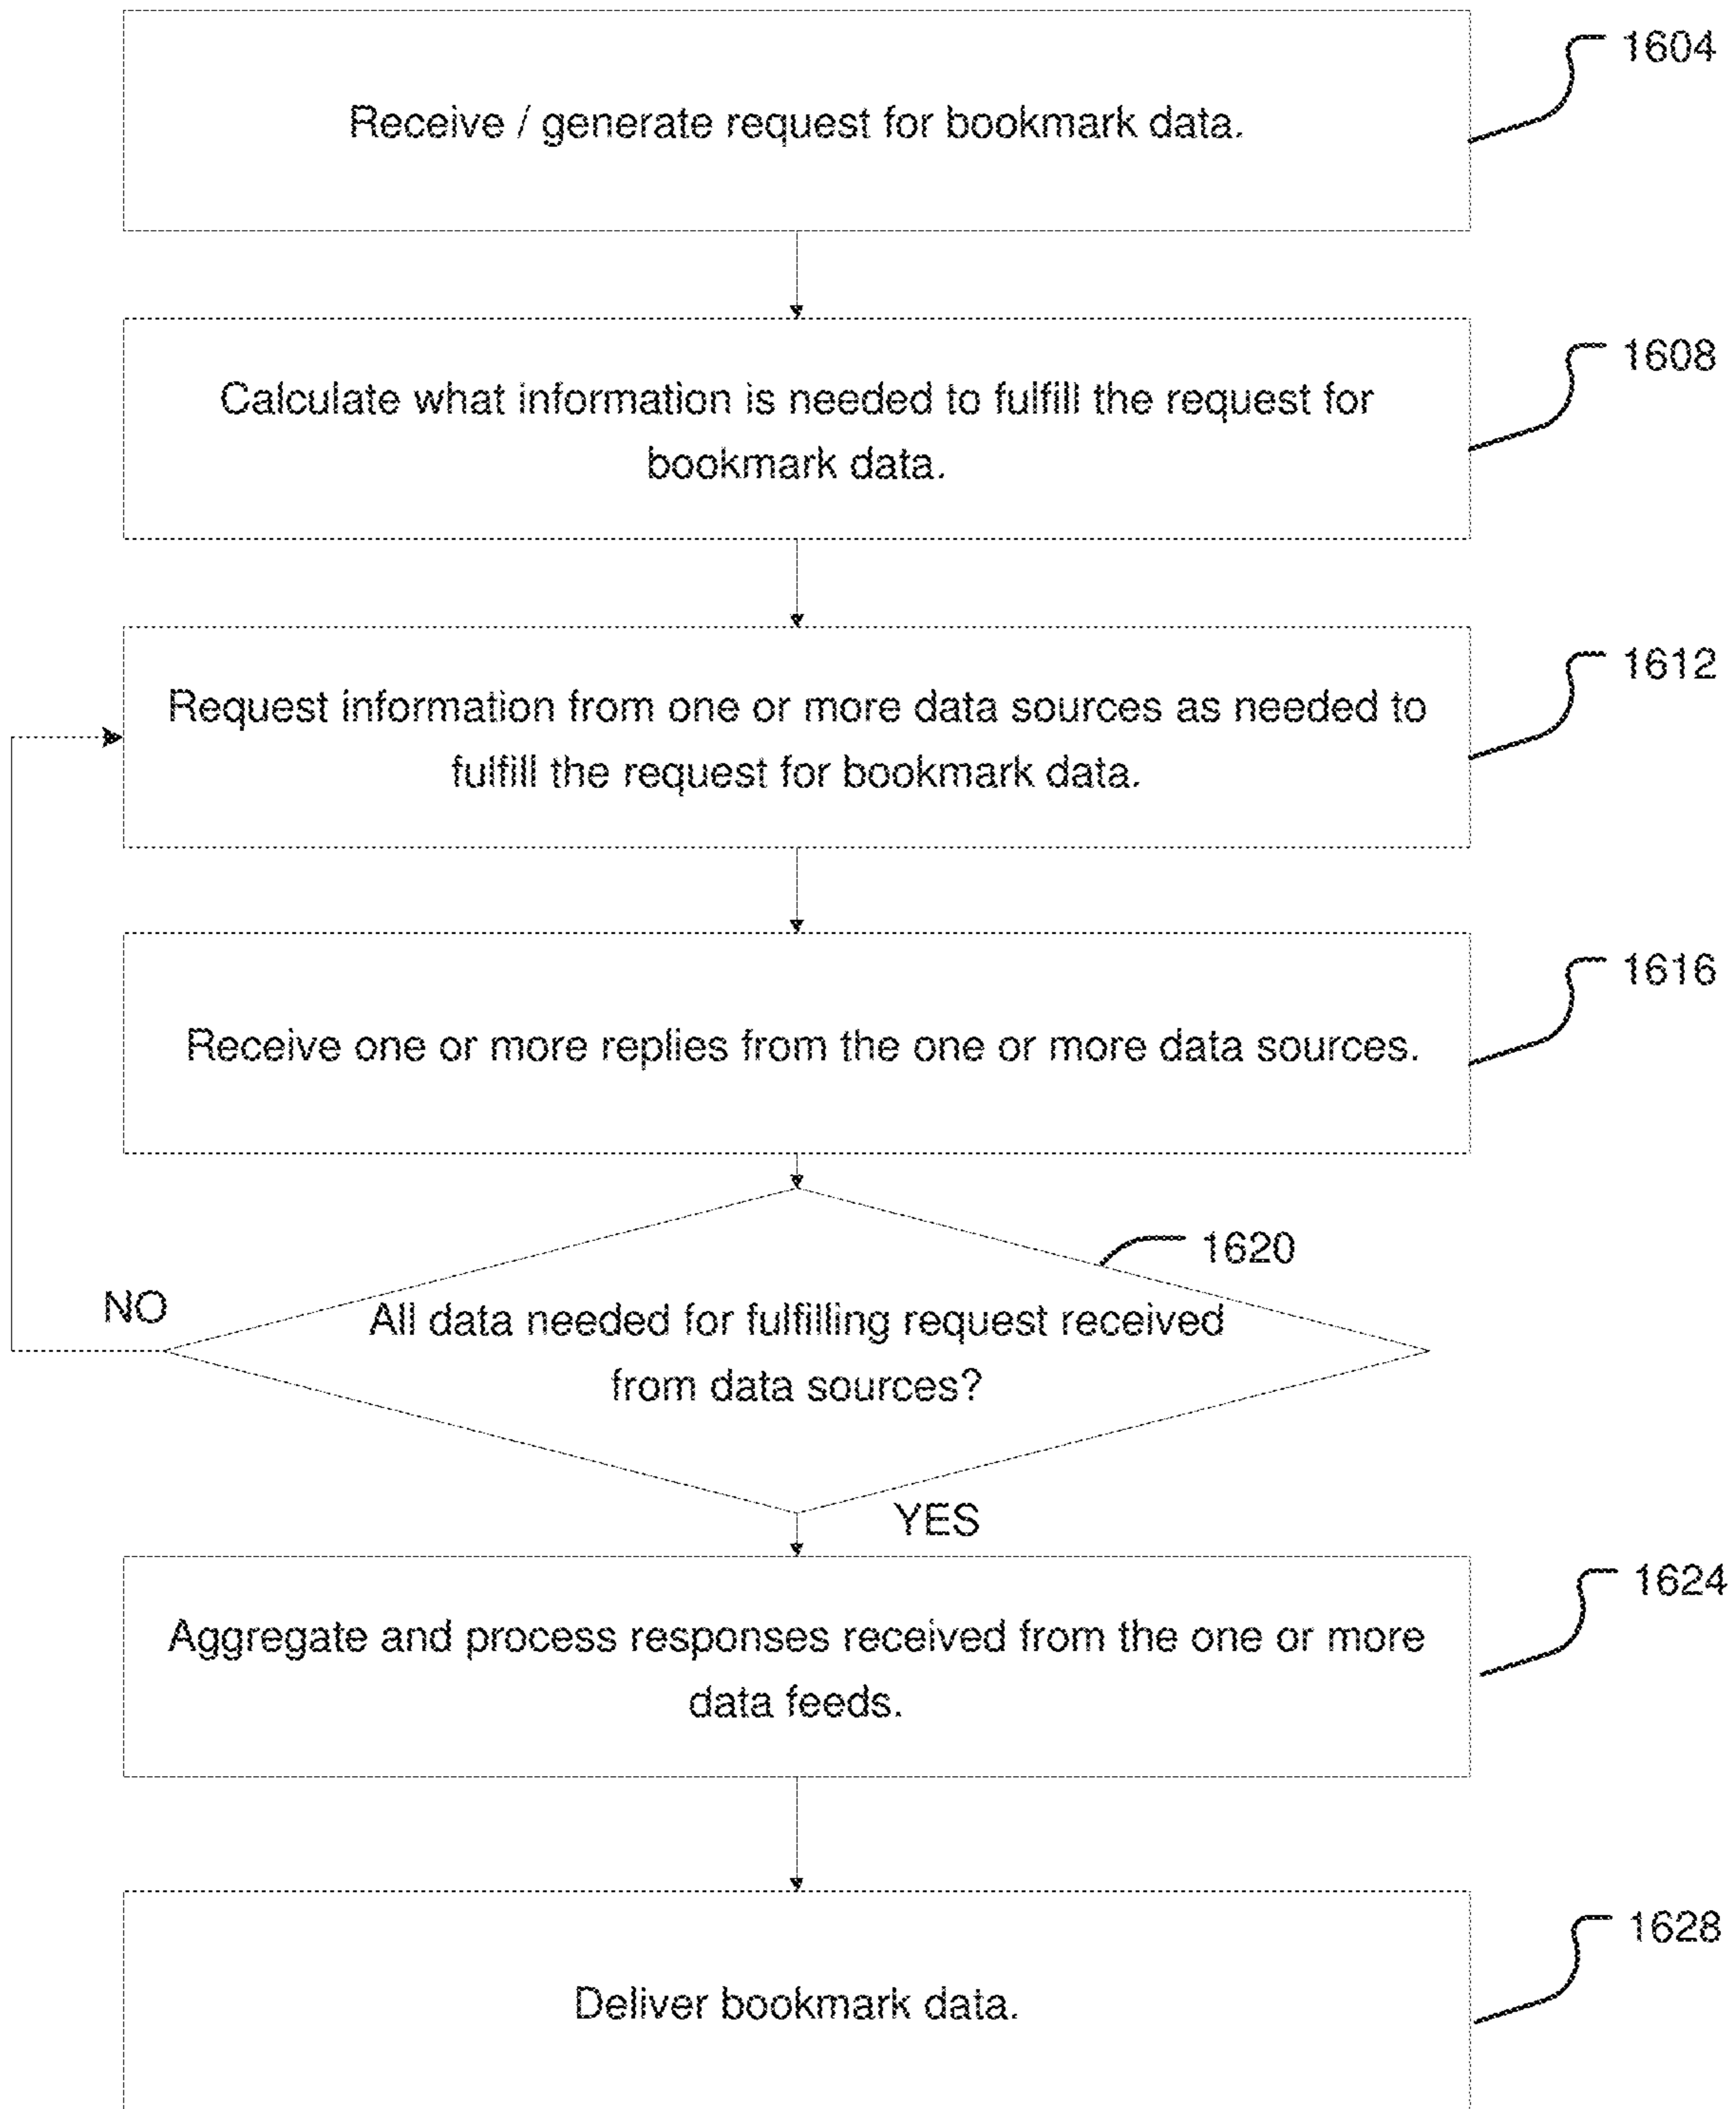 1604
Receive / generate request for bookmark data.
1608
Calculate what information is needed to fulfill the request for
bookmark data.
1612
Request information from one or more data sources as needed to
fulfill the request for bookmark data.
1616
Receive one or more replies from the one or more data sources.
1620
NO
All data needed for fulfilling request received
from data sources?
YES
1624
Aggregate and process responses received from the one or more
data feeds.
1628
Deliver bookmark data.